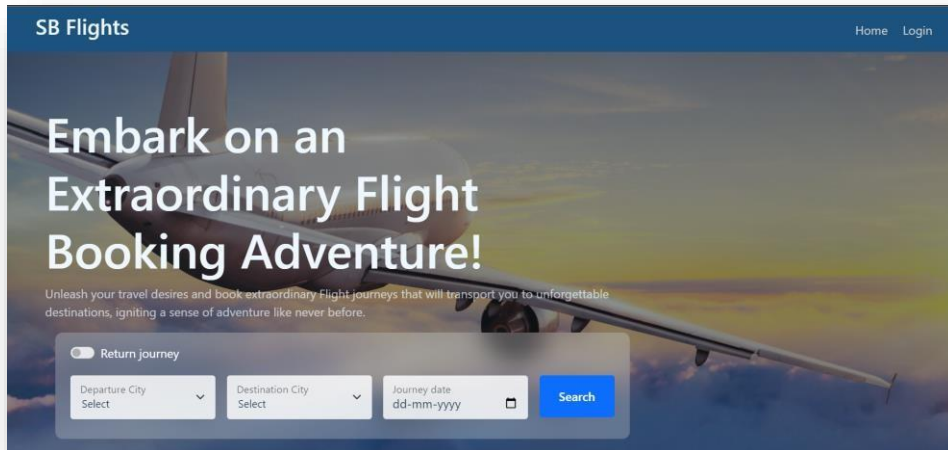 SB Flights
Home Login
Embark on an
Extraordinary Flight
Booking Adventure!
Unleash your travel desires and book extraordinary Flight journeys that will transport you to unforgettable
destinations, igniting a sense of adventure like never before.
Return journey
Departure City
Select
Destination City
Select
Journey date
dd-mm-yyyy
Search